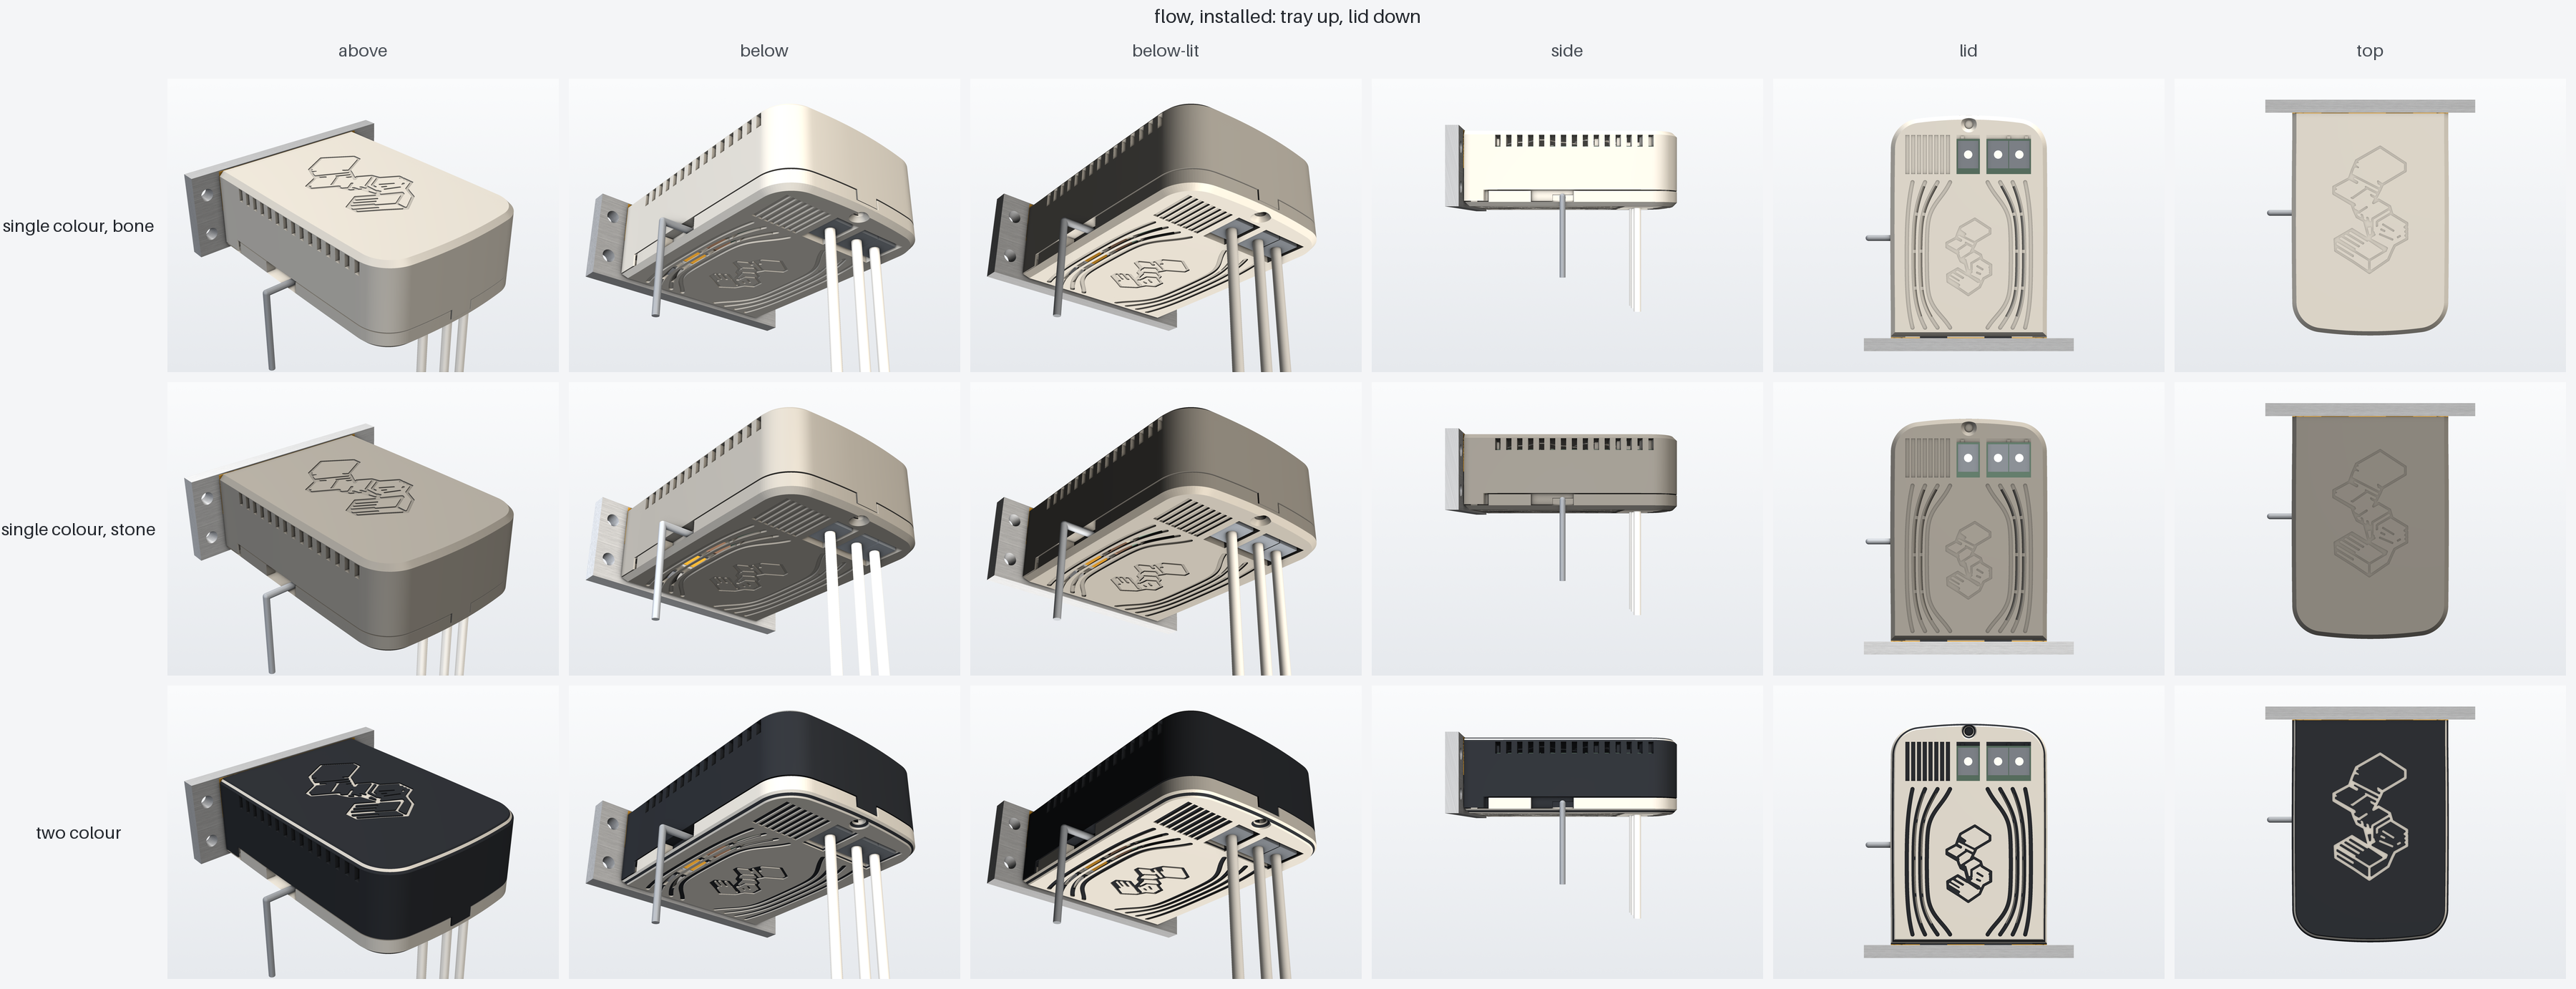 flow, installed: tray up, lid down
above
below
below-lit
side
lid
top
single colour, bone
single colour, stone
two colour